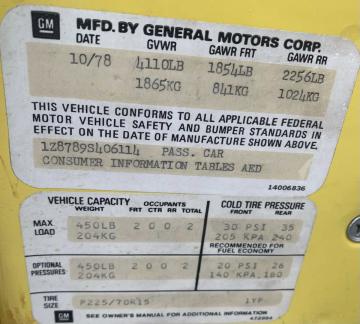 GM
MFD. BY GENERAL MOTORS CORP.
DATE GVWR GAWR FRT GAWR RR
10/78 4110LB 1854LB 2256LB
1865KG 841KG 1024KG
THIS VEHICLE CONFORMS TO ALL APPLICABLE FEDERAL
MOTOR VEHICLE SAFETY AND BUMPER STANDARDS IN
EFFECT ON THE DATE OF MANUFACTURE SHOWN ABOVE.
1Z8789S406114 PASS. CAR
CONSUMER INFORMATION TABLES AED
14006836
VEHICLE CAPACITY OCCUPANTS COLD TIRE PRESSURE
WEIGHT FRT CTR RR TOTAL FRONT REAR
MAX. LOAD 450LB 2 0 0 2 30 PSI 35
204KG 205 KPA 240
RECOMMENDED FOR
FUEL ECONOMY
OPTIONAL PRESSURES 450LB 2 0 0 2 20 PSI 26
204KG 140 KPA,180
TIRE SIZE P225/70R15
GM SEE OWNER'S MANUAL FOR ADDITIONAL INFORMATION